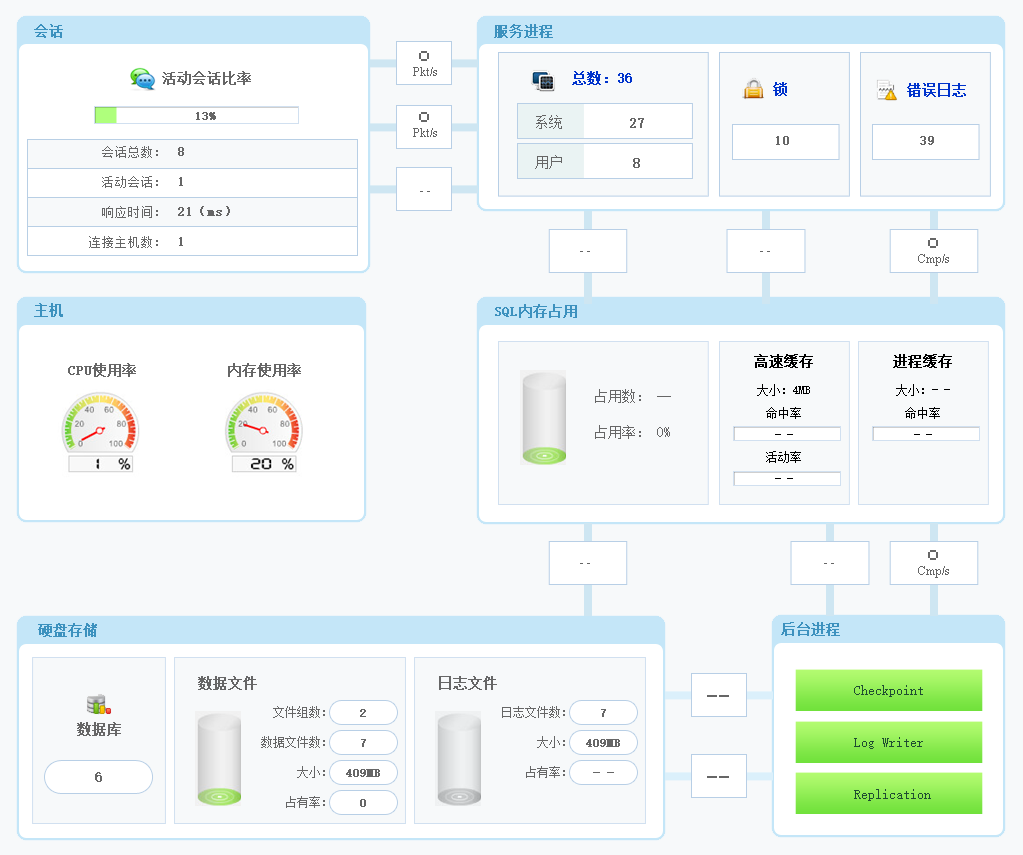 会话
活动会话比率
13%
会话总数： 8
活动会话： 1
响应时间： 21（ms）
连接主机数： 1
0
Pkt/s
0
Pkt/s
--
服务进程
总数：36
系统 27
用户 8
锁
10
错误日志
39
--
--
0
Cmp/s
主机
CPU使用率
0 20 40 60 80 100
1 %
内存使用率
0 20 40 60 80 100
20 %
SQL内存占用
占用数： —
占用率： 0%
高速缓存
大小：4MB
命中率
--
活动率
--
进程缓存
大小：--
命中率
--
--
--
0
Cmp/s
硬盘存储
数据库
6
数据文件
文件组数： 2
数据文件数： 7
大小： 409MB
占有率： 0
日志文件
日志文件数： 7
大小： 409MB
占有率： --
--
--
后台进程
Checkpoint
Log Writer
Replication